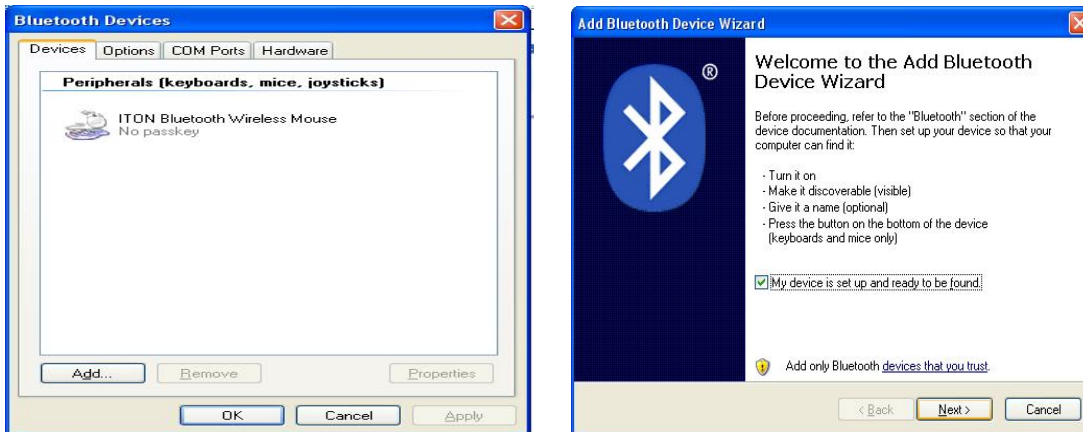 Bluetooth Devices
Devices Options COM Ports Hardware
Peripherals (keyboards, mice, joysticks)
ITON Bluetooth Wireless Mouse
No passkey
Add... Remove Properties
OK Cancel Apply
Add Bluetooth Device Wizard
®
Welcome to the Add Bluetooth
Device Wizard
Before proceeding, refer to the "Bluetooth" section of the
device documentation. Then set up your device so that your
computer can find it:
- Turn it on
- Make it discoverable (visible)
- Give it a name (optional)
- Press the button on the bottom of the device
(keyboards and mice only)
My device is set up and ready to be found.
Add only Bluetooth devices that you trust.
< Back Next > Cancel